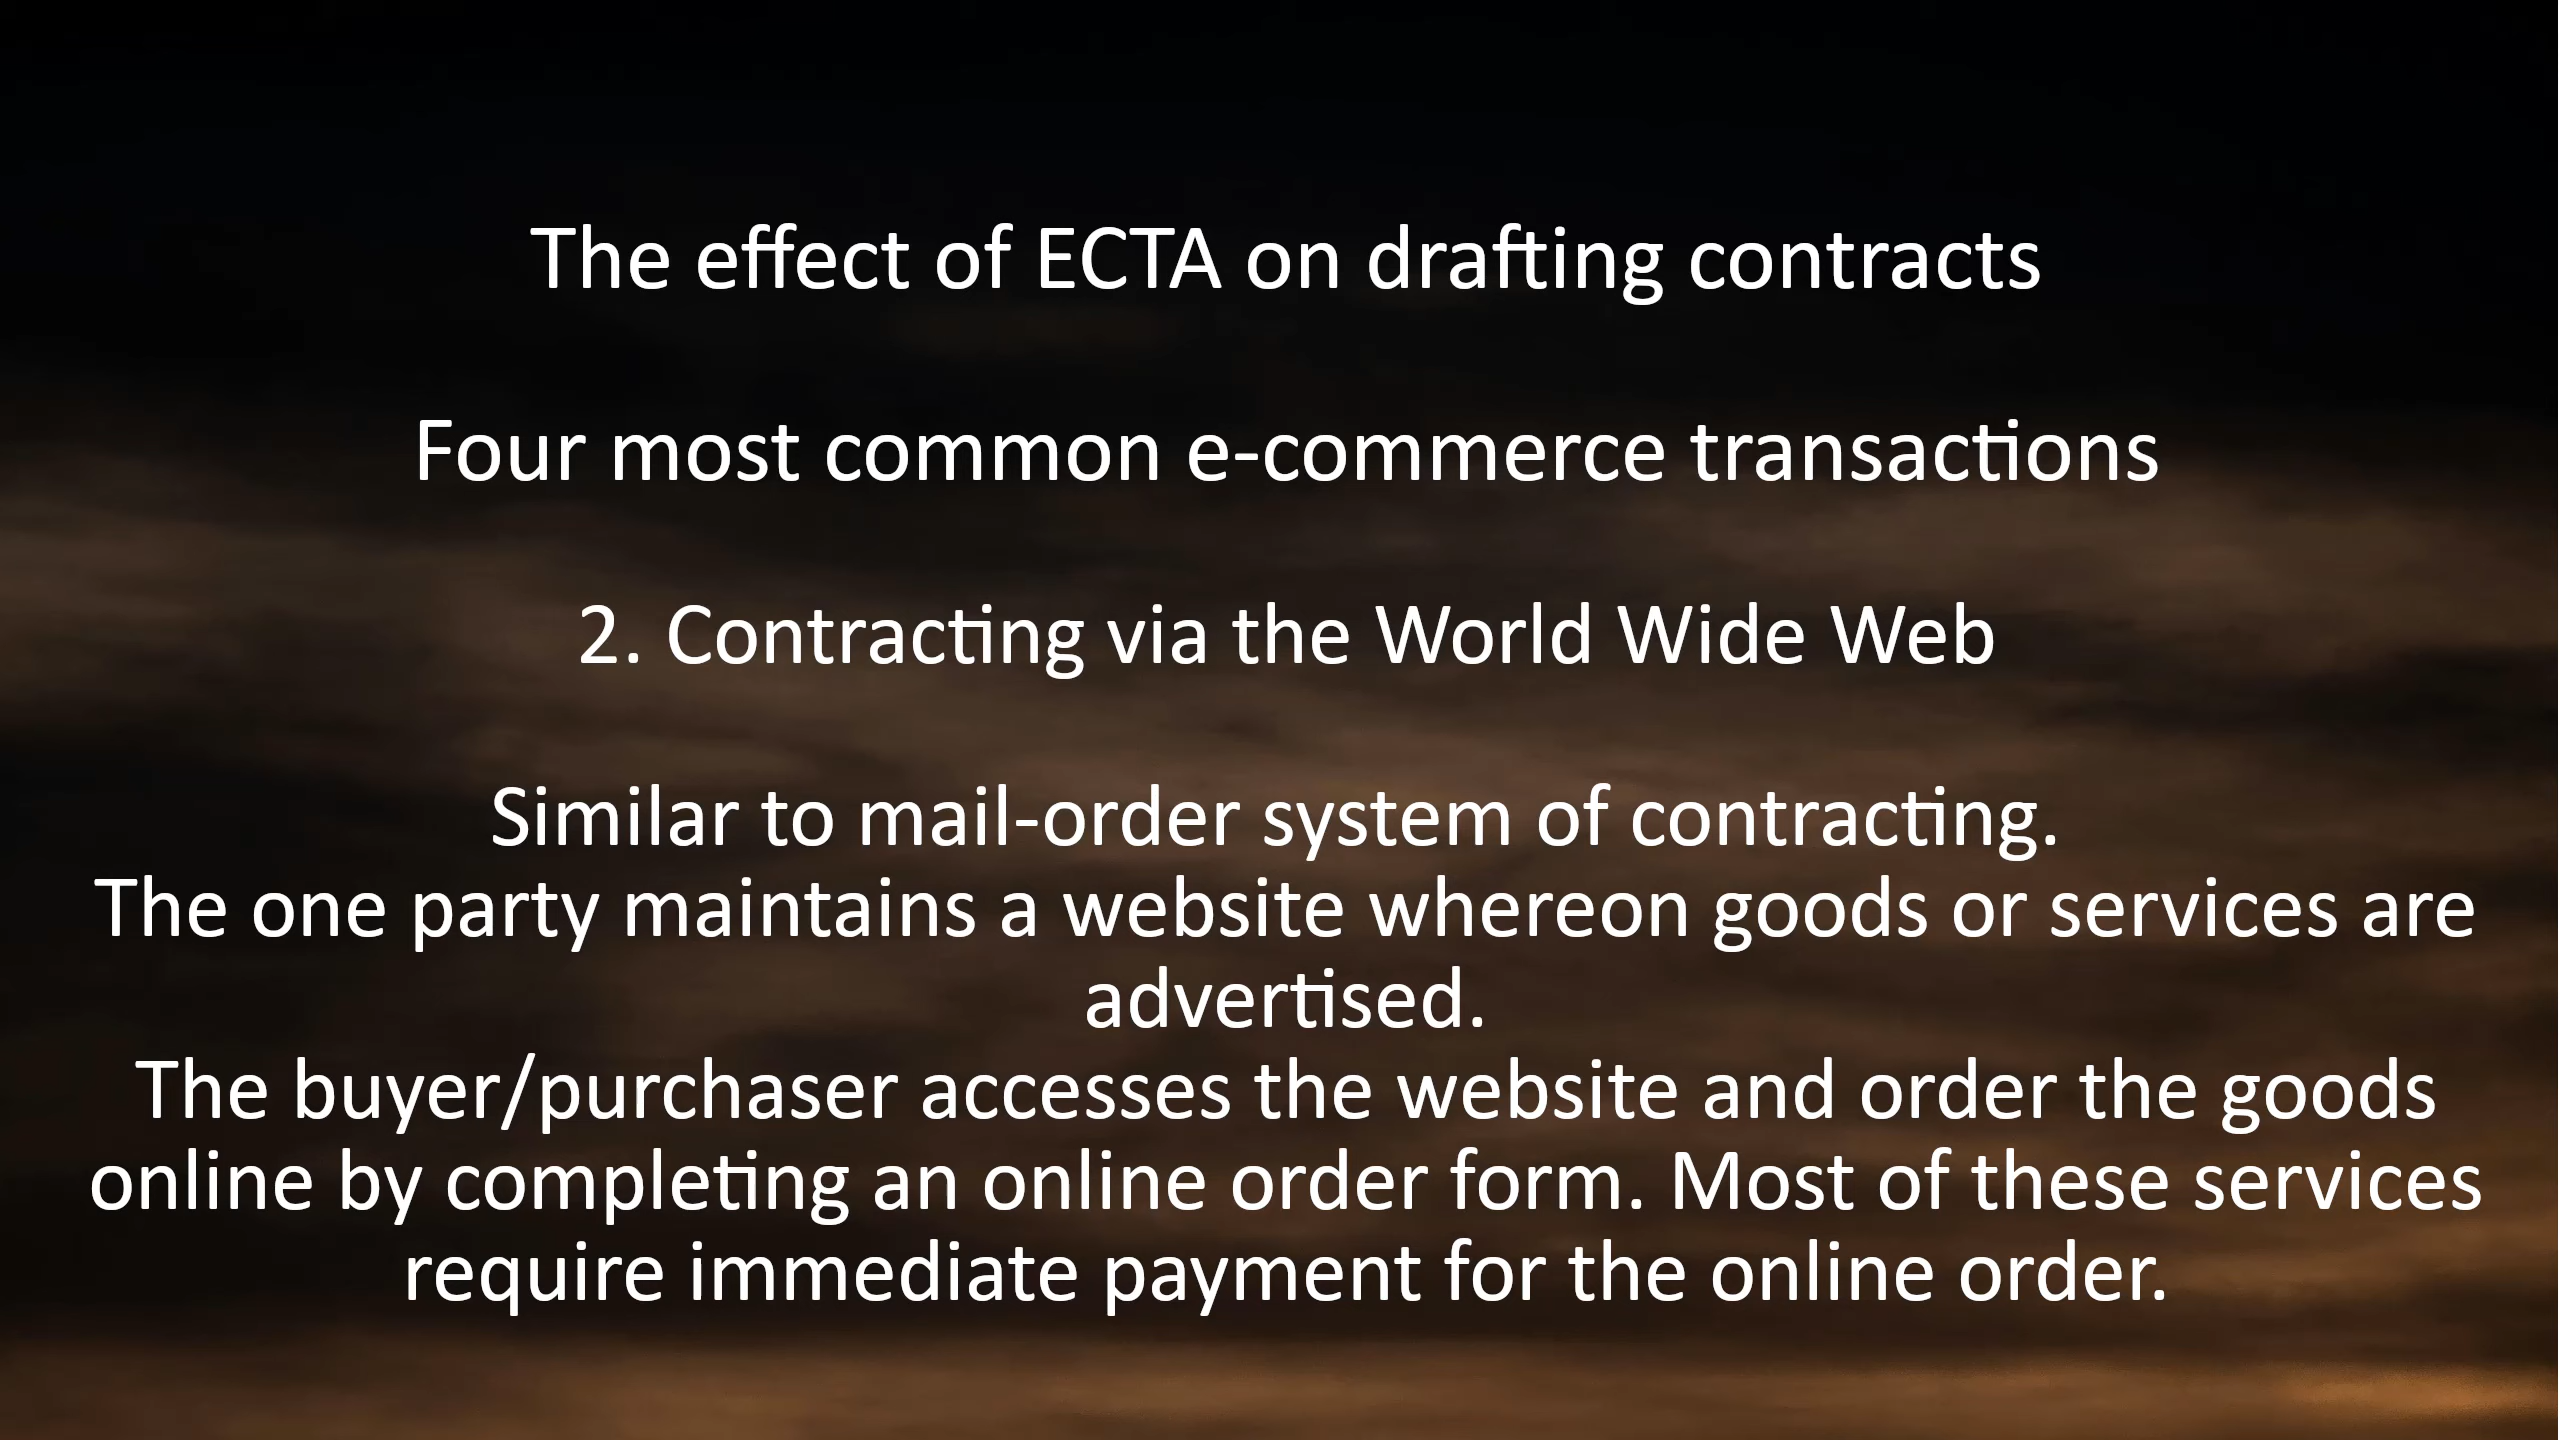 The effect of ECTA on drafting contracts
Four most common e-commerce transactions
2. Contracting via the World Wide Web
Similar to mail-order system of contracting.
The one party maintains a website whereon goods or services are
advertised.
The buyer/purchaser accesses the website and order the goods
online by completing an online order form. Most of these services
require immediate payment for the online order.